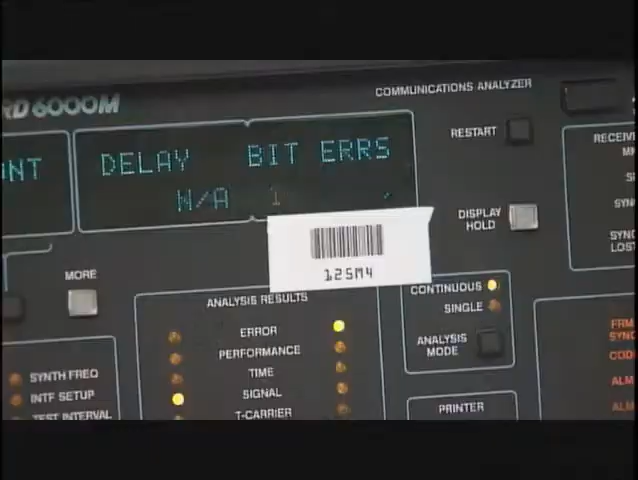 RD 6000M
COMMUNICATIONS ANALYZER
NT DELAY BIT ERRS
N/A 1
RESTART
DISPLAY
HOLD
RECEIV
SYN
SYNC
LOST
125M4
MORE
ANALYSIS RESULTS
ERROR
PERFORMANCE
TIME
SIGNAL
T-CARRIER
CONTINUOUS
SINGLE
ANALYSIS
MODE
PRINTER
SYNTH FREQ
INTF SETUP
TEST INTERVAL
FRM
SYN
COD
ALM
ALM